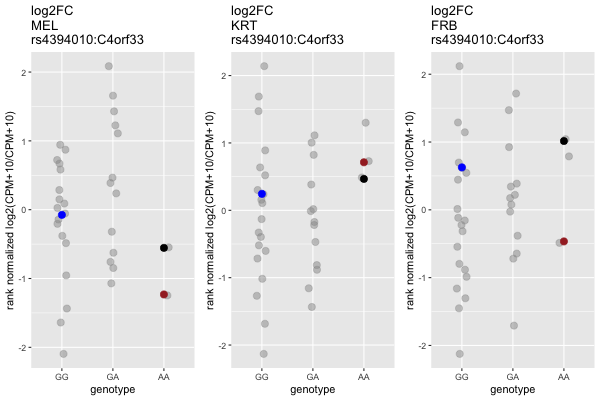 log2FC
MEL
rs4394010:C4orf33
rank normalized log2(CPM+10/CPM+10)
2
1
0
-1
-2
GG
GA
AA
genotype
log2FC
KRT
rs4394010:C4orf33
rank normalized log2(CPM+10/CPM+10)
2
1
0
-1
-2
GG
GA
AA
genotype
log2FC
FRB
rs4394010:C4orf33
rank normalized log2(CPM+10/CPM+10)
2
1
0
-1
-2
GG
GA
AA
genotype